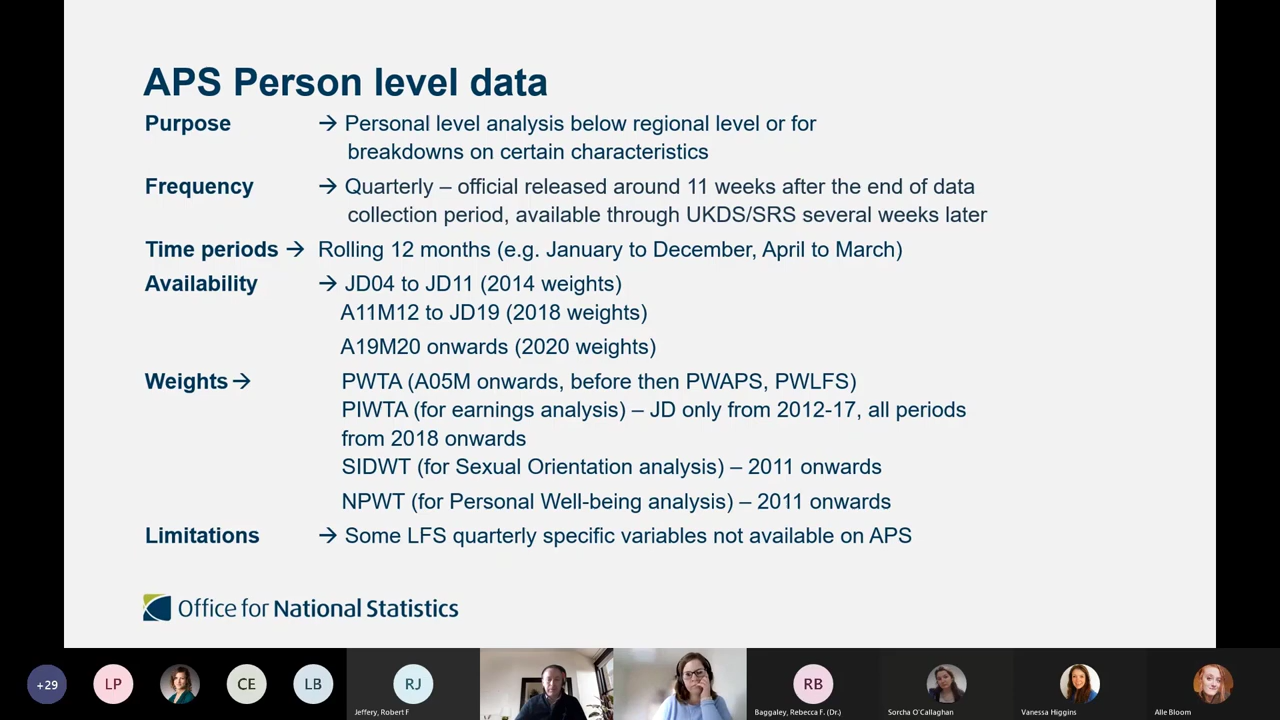 APS Person level data
Purpose → Personal level analysis below regional level or for
breakdowns on certain characteristics
Frequency → Quarterly – official released around 11 weeks after the end of data
collection period, available through UKDS/SRS several weeks later
Time periods → Rolling 12 months (e.g. January to December, April to March)
Availability → JD04 to JD11 (2014 weights)
A11M12 to JD19 (2018 weights)
A19M20 onwards (2020 weights)
Weights → PWTA (A05M onwards, before then PWAPS, PWLFS)
PIWTA (for earnings analysis) – JD only from 2012-17, all periods
from 2018 onwards
SIDWT (for Sexual Orientation analysis) – 2011 onwards
NPWT (for Personal Well-being analysis) – 2011 onwards
Limitations → Some LFS quarterly specific variables not available on APS
Office for National Statistics
+29 LP CE LB RJ RB
Jeffery, Robert F Baggaley, Rebecca F. (Dr.) Sorcha O'Callaghan Vanessa Higgins Alle Bloom